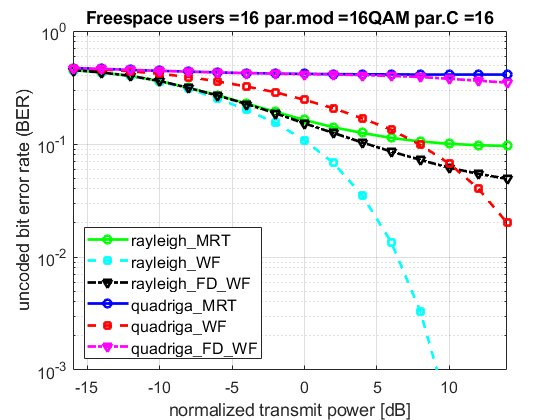 Freespace users =16 par.mod =16QAM par.C =16
uncoded bit error rate (BER)
10^0
10^-1
10^-2
10^-3
rayleigh_MRT
rayleigh_WF
rayleigh_FD_WF
quadriga_MRT
quadriga_WF
quadriga_FD_WF
-15 -10 -5 0 5 10
normalized transmit power [dB]